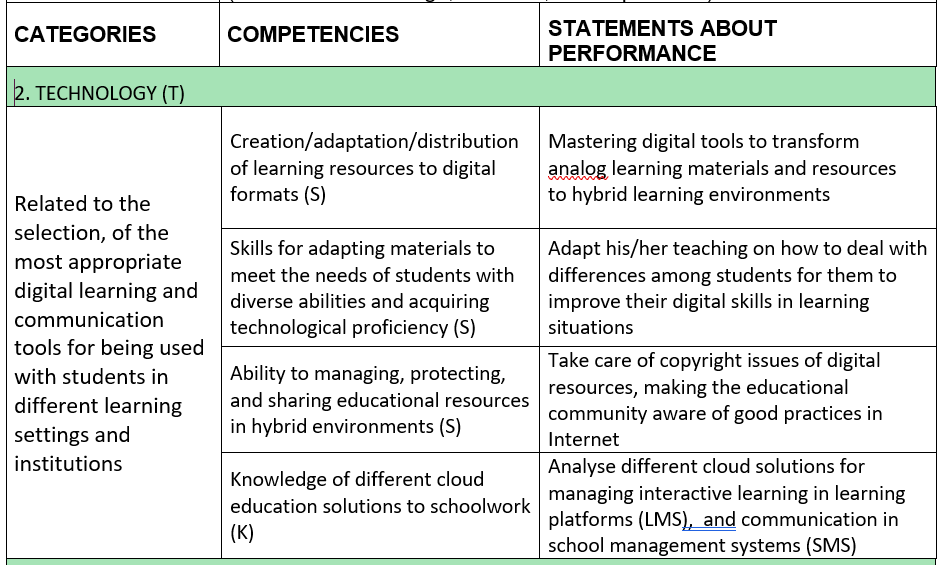 CATEGORIES
COMPETENCIES
STATEMENTS ABOUT
PERFORMANCE
2. TECHNOLOGY (T)
Related to the
selection, of the
most appropriate
digital learning and
communication
tools for being used
with students in
different learning
settings and
institutions
Creation/adaptation/distribution
of learning resources to digital
formats (S)
Mastering digital tools to transform
analog learning materials and resources
to hybrid learning environments
Skills for adapting materials to
meet the needs of students with
diverse abilities and acquiring
technological proficiency (S)
Adapt his/her teaching on how to deal with
differences among students for them to
improve their digital skills in learning
situations
Ability to managing, protecting,
and sharing educational resources
in hybrid environments (S)
Take care of copyright issues of digital
resources, making the educational
community aware of good practices in
Internet
Knowledge of different cloud
education solutions to schoolwork
(K)
Analyse different cloud solutions for
managing interactive learning in learning
platforms (LMS),  and communication in
school management systems (SMS)